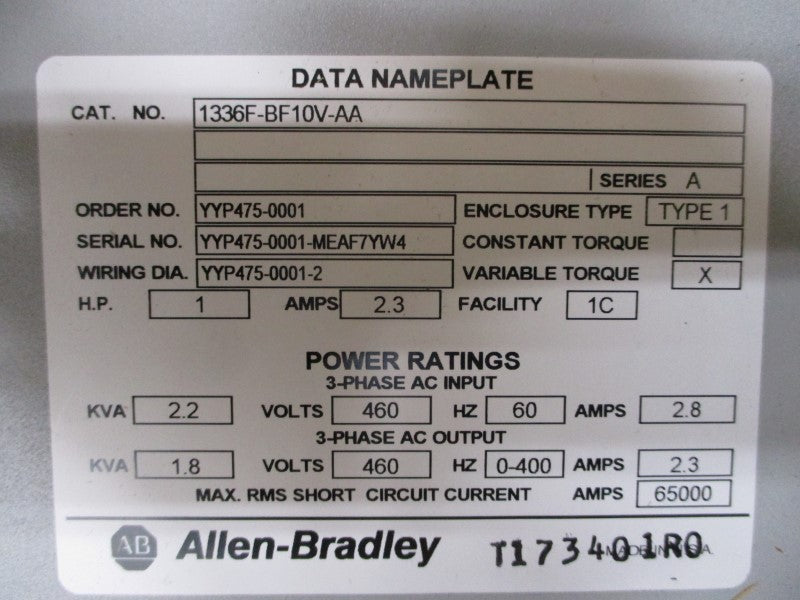 DATA NAMEPLATE
CAT. NO. 1336F-BF10V-AA
SERIES A
ORDER NO. YYP475-0001 ENCLOSURE TYPE TYPE 1
SERIAL NO. YYP475-0001-MEAF7YW4 CONSTANT TORQUE
WIRING DIA. YYP475-0001-2 VARIABLE TORQUE X
H.P. 1 AMPS 2.3 FACILITY 1C
POWER RATINGS
3-PHASE AC INPUT
KVA 2.2 VOLTS 460 HZ 60 AMPS 2.8
3-PHASE AC OUTPUT
KVA 1.8 VOLTS 460 HZ 0-400 AMPS 2.3
MAX. RMS SHORT CIRCUIT CURRENT AMPS 65000
AB Allen-Bradley T173401R0 MADE IN U.S.A.